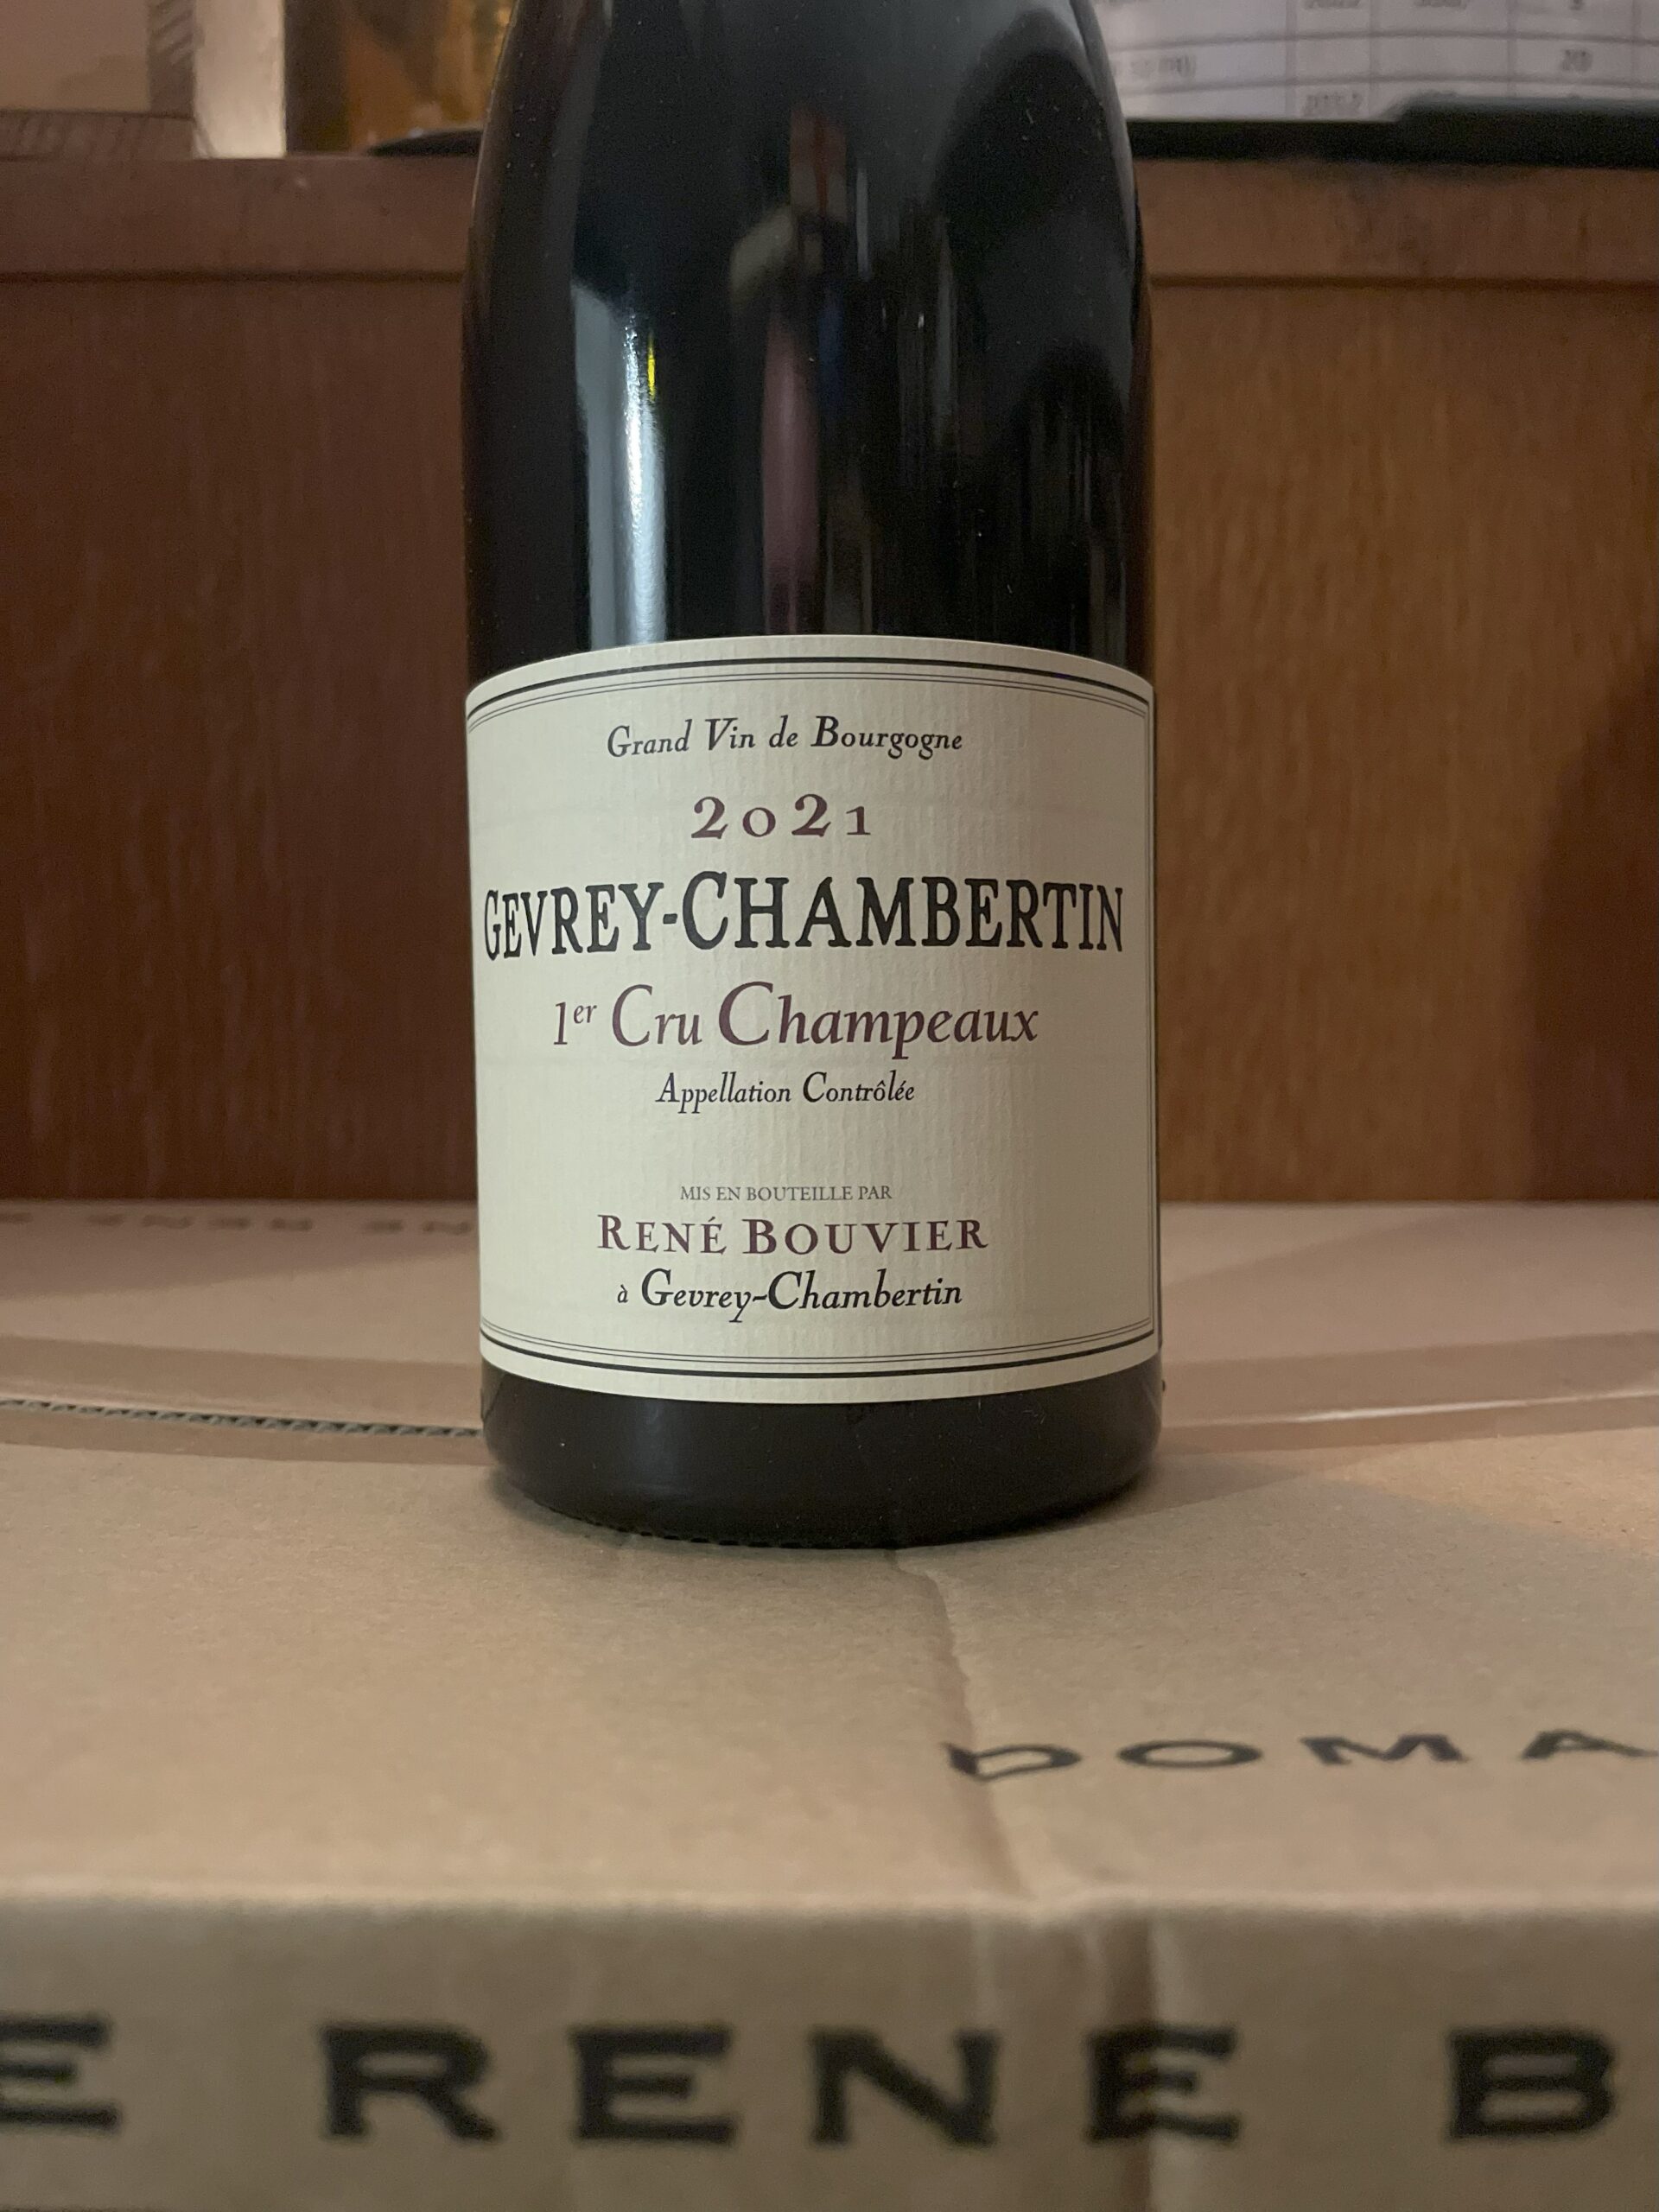 Grand Vin de Bourgogne
2021
GEVREY-CHAMBERTIN
1er Cru Champeaux
Appellation Contrôlée
MIS EN BOUTEILLE PAR
RENÉ BOUVIER
à Gevrey-Chambertin
DOMA
E RENE B